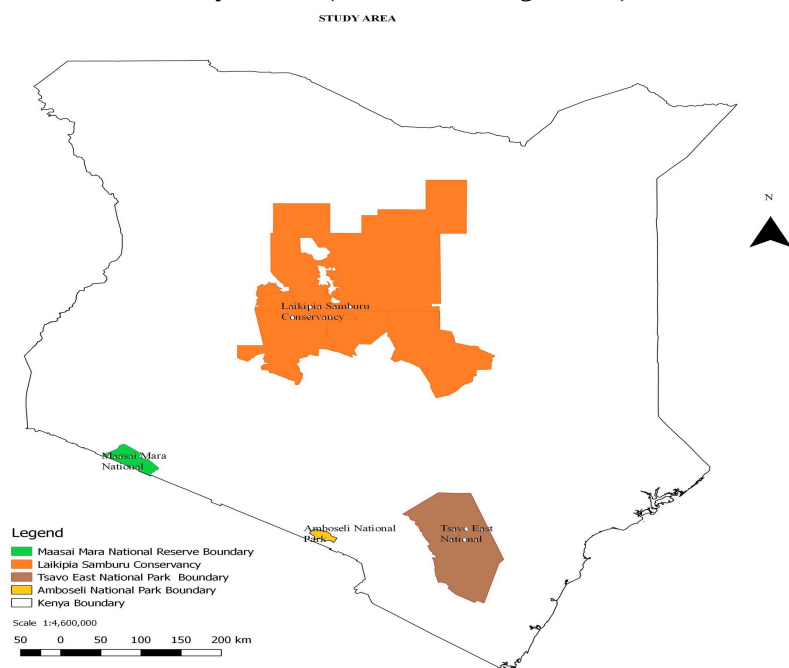 STUDY AREA
N
Laikipia Samburu
Conservancy
Maasai Mara
National
Amboseli National
Park
Tsavo East
National
Legend
Maasai Mara National Reserve Boundary
Laikipia Samburu Conservancy
Tsavo East National Park Boundary
Amboseli National Park Boundary
Kenya Boundary
Scale 1:4,600,000
50 0 50 100 150 200 km